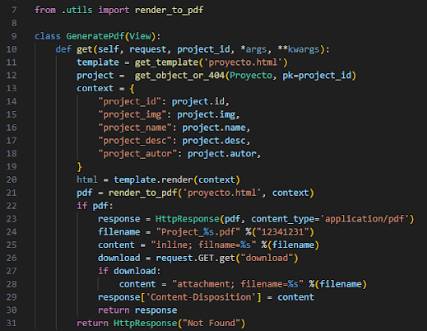 7 from .utils import render_to_pdf
8
9 class GeneratePdf(View):
10 def get(self, request, project_id, *args, **kwargs):
11 template = get_template('proyecto.html')
12 project =  get_object_or_404(Proyecto, pk=project_id)
13 context = {
14 "project_id": project.id,
15 "project_img": project.img,
16 "project_name": project.name,
17 "project_desc": project.desc,
18 "project_autor": project.autor,
19 }
20 html = template.render(context)
21 pdf = render_to_pdf('proyecto.html', context)
22 if pdf:
23 response = HttpResponse(pdf, content_type='application/pdf')
24 filename = "Project_%s.pdf" %("12341231")
25 content = "inline; filname=%s" %(filename)
26 download = request.GET.get("download")
27 if download:
28 content = "attachment; filename=%s" %(filename)
29 response['Content-Disposition'] = content
30 return response
31 return HttpResponse("Not Found")